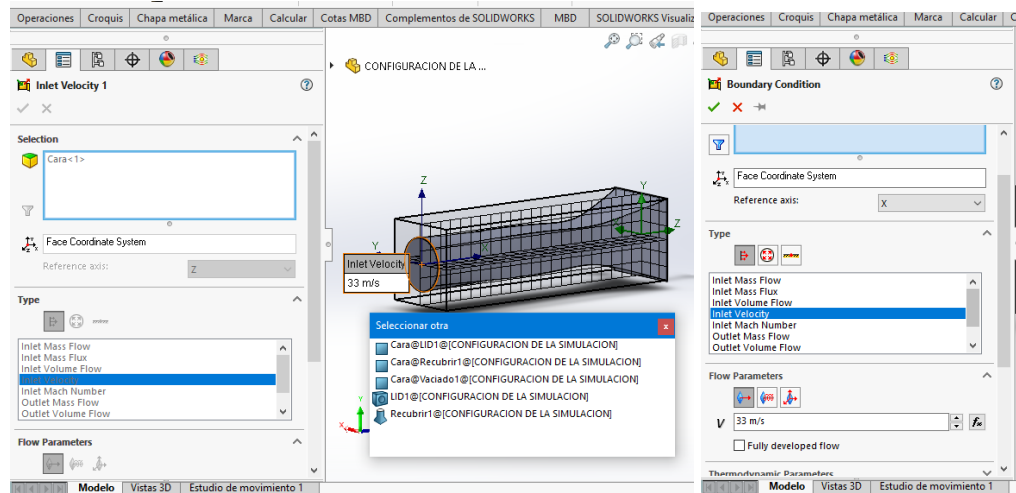 Operaciones Croquis Chapa metálica Marca Calcular Cotas MBD Complementos de SOLIDWORKS MBD SOLIDWORKS Visualiz
Inlet Velocity 1
Selection
Cara<1>
Face Coordinate System
Reference axis: Z
Type
Inlet Mass Flow
Inlet Mass Flux
Inlet Volume Flow
Inlet Velocity
Inlet Mach Number
Outlet Mass Flow
Outlet Volume Flow
Flow Parameters
Modelo Vistas 3D Estudio de movimiento 1
CONFIGURACION DE LA ...
Z
Y
X
Y
Z
Inlet Velocity
33 m/s
Seleccionar otra
x
Cara@LID1@[CONFIGURACION DE LA SIMULACION]
Cara@Recubrir1@[CONFIGURACION DE LA SIMULACION]
Cara@Vaciado1@[CONFIGURACION DE LA SIMULACION]
LID1@[CONFIGURACION DE LA SIMULACION]
Recubrir1@[CONFIGURACION DE LA SIMULACION]
Operaciones Croquis Chapa metálica Marca Calcular
Boundary Condition
Face Coordinate System
Reference axis: X
Type
Inlet Mass Flow
Inlet Mass Flux
Inlet Volume Flow
Inlet Velocity
Inlet Mach Number
Outlet Mass Flow
Outlet Volume Flow
Flow Parameters
V 33 m/s
Fully developed flow
Thermodynamic Parameters
Modelo Vistas 3D Estudio de movimiento 1